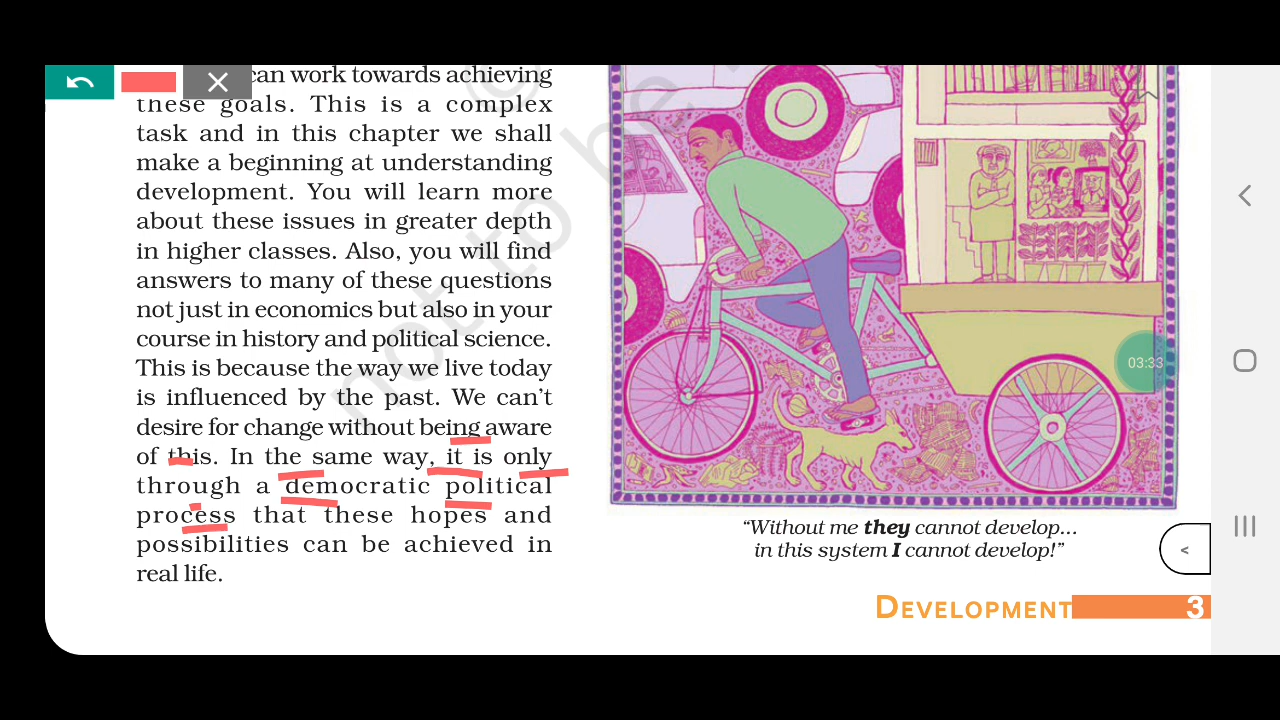 can work towards achieving
these goals. This is a complex
task and in this chapter we shall
make a beginning at understanding
development. You will learn more
about these issues in greater depth
in higher classes. Also, you will find
answers to many of these questions
not just in economics but also in your
course in history and political science.
This is because the way we live today
is influenced by the past. We can't
desire for change without being aware
of this. In the same way, it is only
through a democratic political
process that these hopes and
possibilities can be achieved in
real life.
© not to be
03:33
“Without me they cannot develop...
in this system I cannot develop!”
<
DEVELOPMENT 3